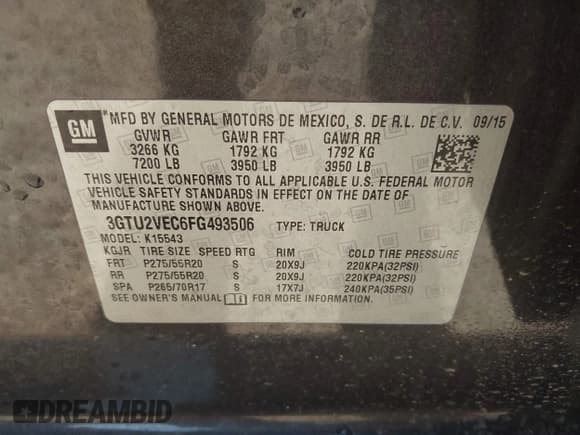 GM
MFD BY GENERAL MOTORS DE MEXICO, S. DE R.L. DE C.V. 09/15
GVWR GAWR FRT GAWR RR
3266 KG 1792 KG 1792 KG
7200 LB 3950 LB 3950 LB
THIS VEHICLE CONFORMS TO ALL APPLICABLE U.S. FEDERAL MOTOR
VEHICLE SAFETY STANDARDS IN EFFECT ON THE DATE OF
MANUFACTURE SHOWN ABOVE.
3GTU2VEC6FG493506 TYPE: TRUCK
MODEL: K15543
KGJR TIRE SIZE SPEED RTG RIM COLD TIRE PRESSURE
FRT P275/55R20 S 20X9J 220KPA(32PSI)
RR P275/55R20 S 20X9J 220KPA(32PSI)
SPA P265/70R17 S 17X7J 240KPA(35PSI)
SEE OWNER'S MANUAL FOR MORE INFORMATION.
DREAMBID